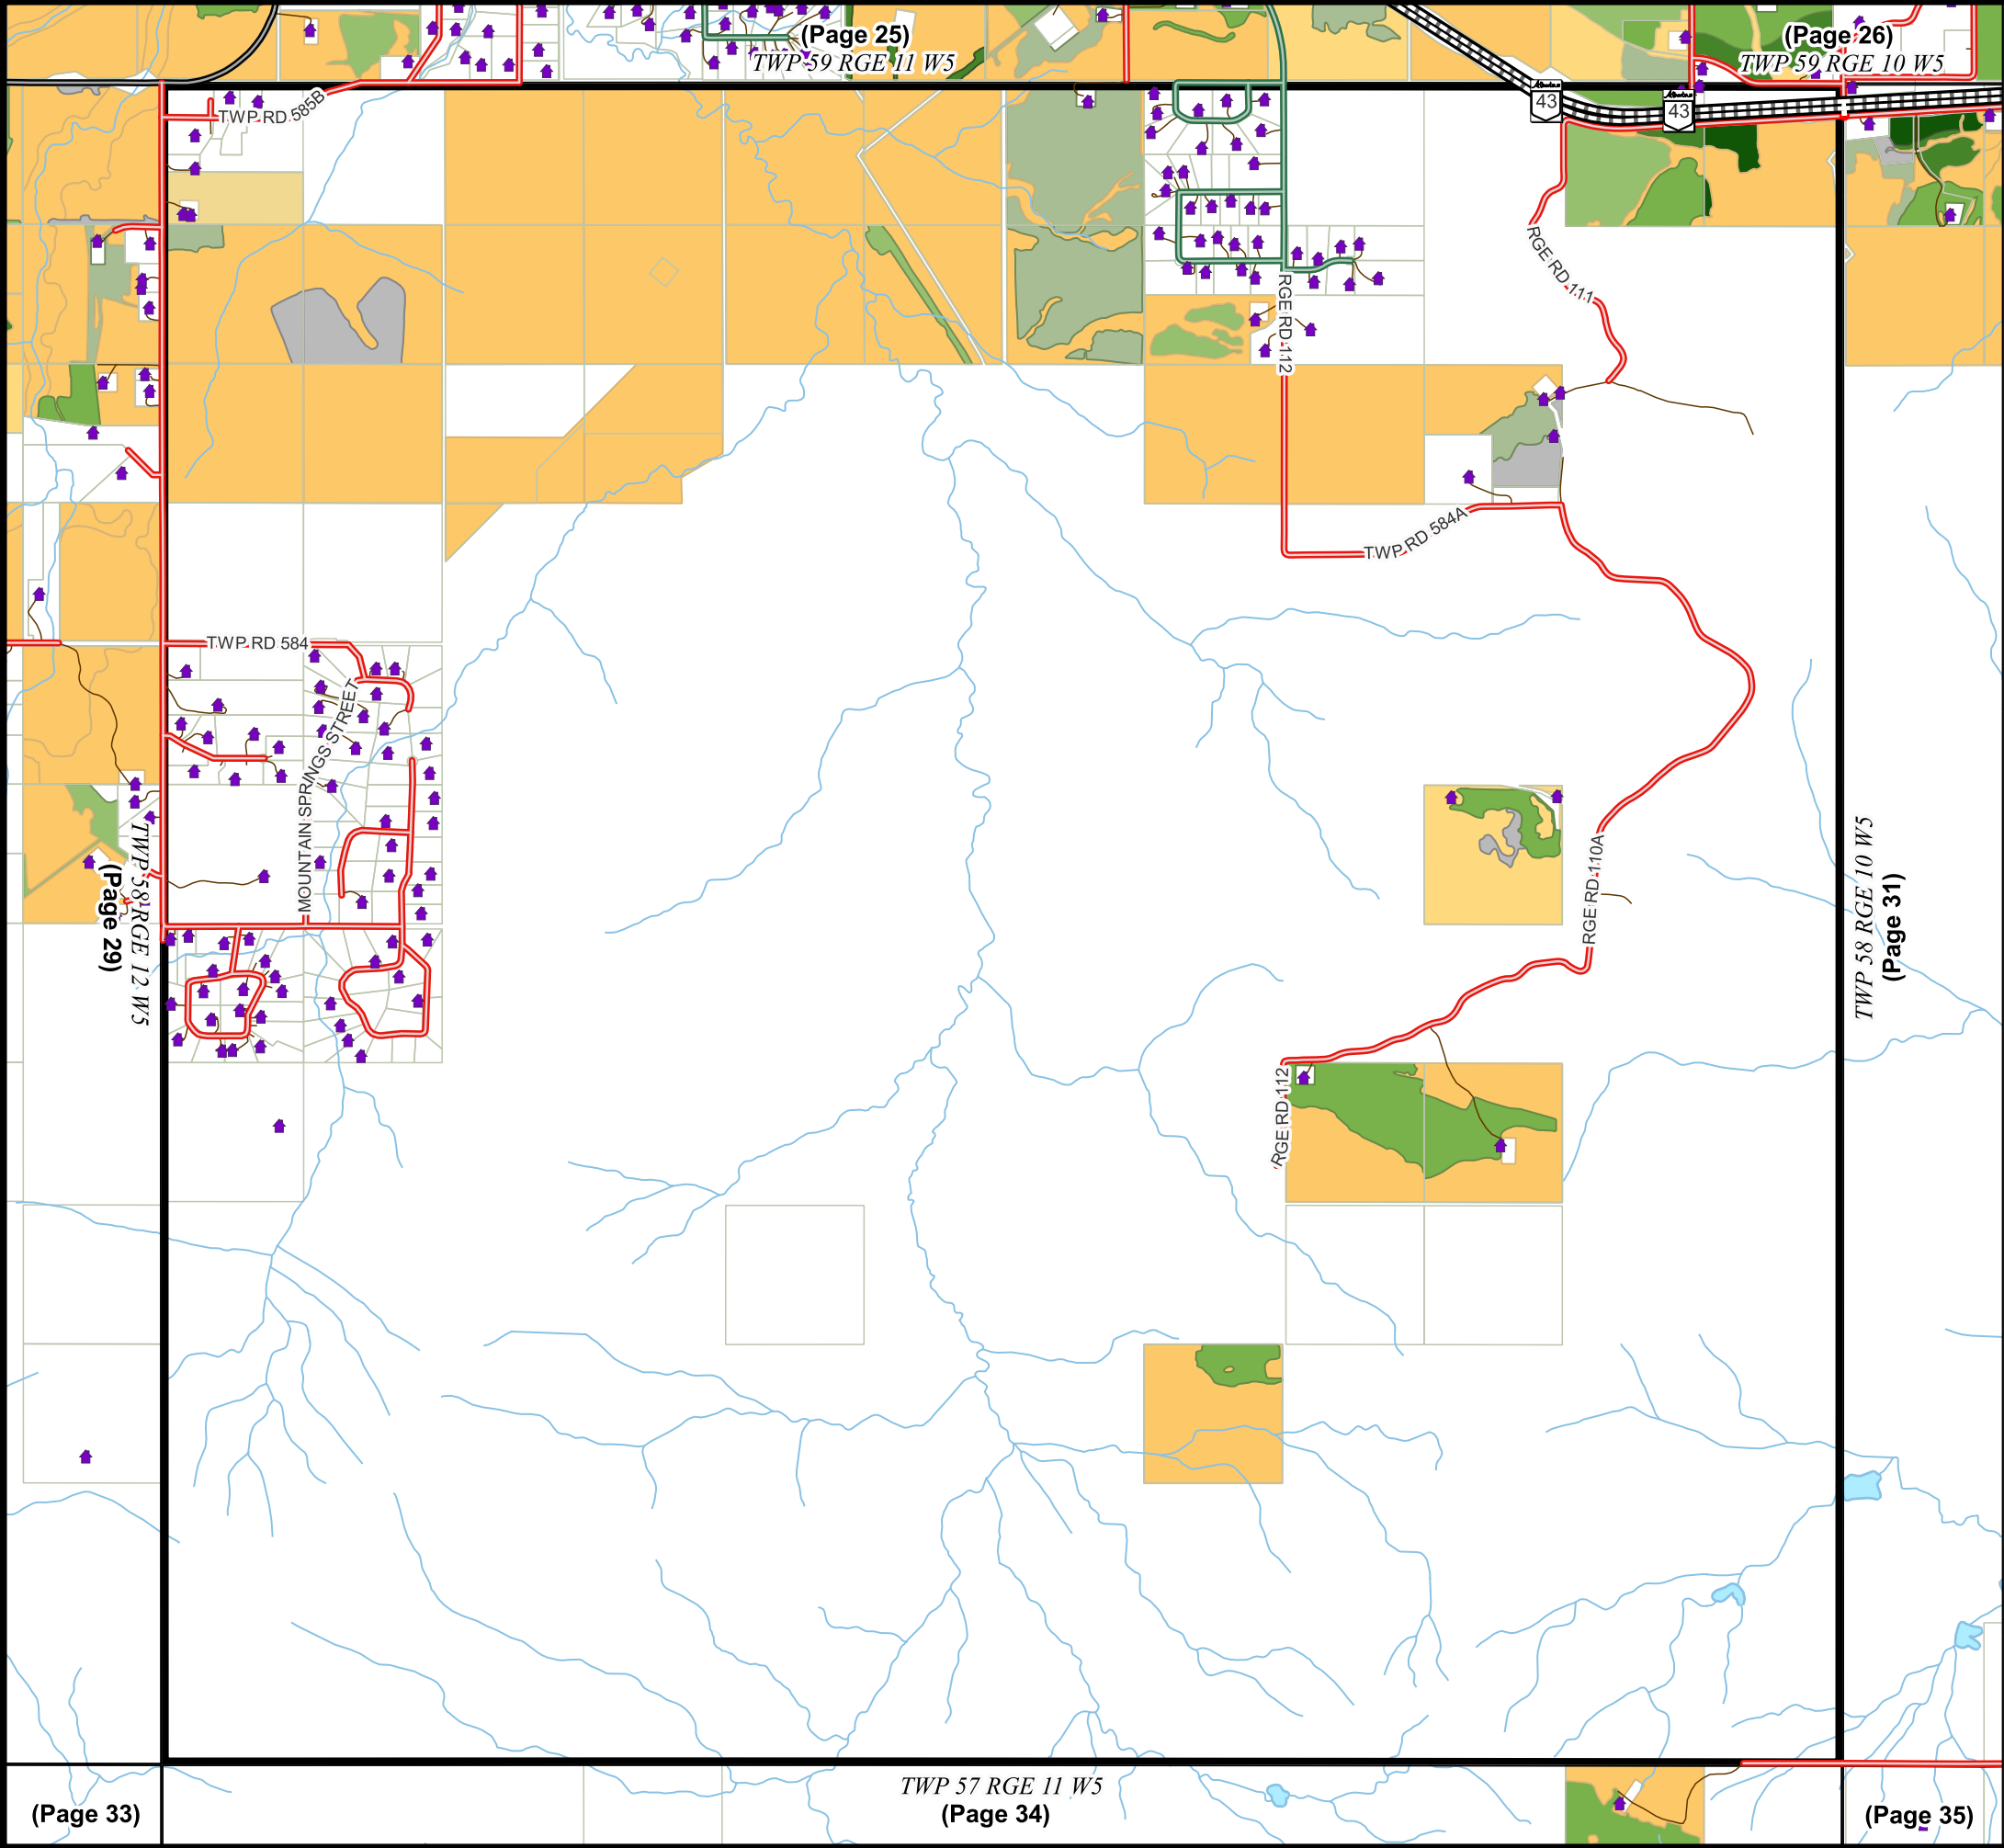 (Page 25)
TWP 59 RGE 11 W5
(Page 26)
TWP 59 RGE 10 W5
Alberta
43
Alberta
43
TWP RD 585B
RGE RD 111
RGE RD 112
TWP RD 584A
TWP RD 584
MOUNTAIN SPRINGS STREET
TWP 58 RGE 12 W5
(Page 29)
RGE RD 110A
TWP 58 RGE 10 W5
(Page 31)
RGE RD 112
TWP 57 RGE 11 W5
(Page 33)
(Page 34)
(Page 35)